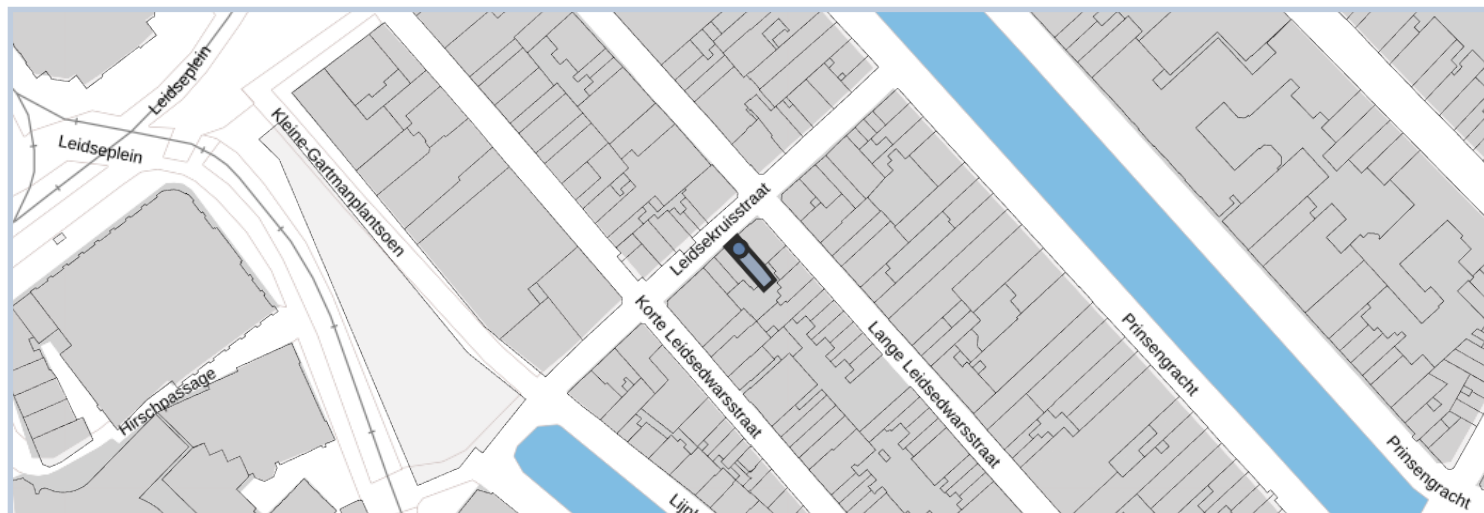 Leidseplein
Leidseplein
Kleine-Gartmanplantsoen
Leidsekruisstraat
Korte Leidsedwarsstraat
Lange Leidsedwarsstraat
Prinsengracht
Prinsengracht
Hirschpassage